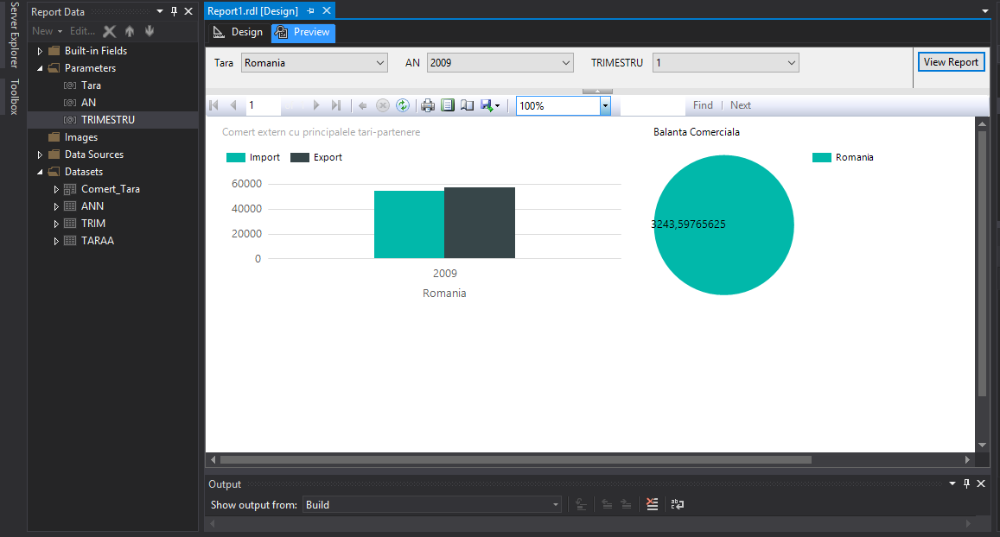 Server Explorer
Toolbox
Report Data
New
Edit...
Built-in Fields
Parameters
Tara
AN
TRIMESTRU
Images
Data Sources
Datasets
Comert_Tara
ANN
TRIM
TARAA
Report1.rdl [Design]
Design
Preview
Tara
Romania
AN
2009
TRIMESTRU
1
View Report
1
100%
Find
Next
Comert extern cu principalele tari-partenere
Import
Export
60000
40000
20000
0
2009
Romania
Balanta Comerciala
Romania
3243,59765625
Output
Show output from:
Build